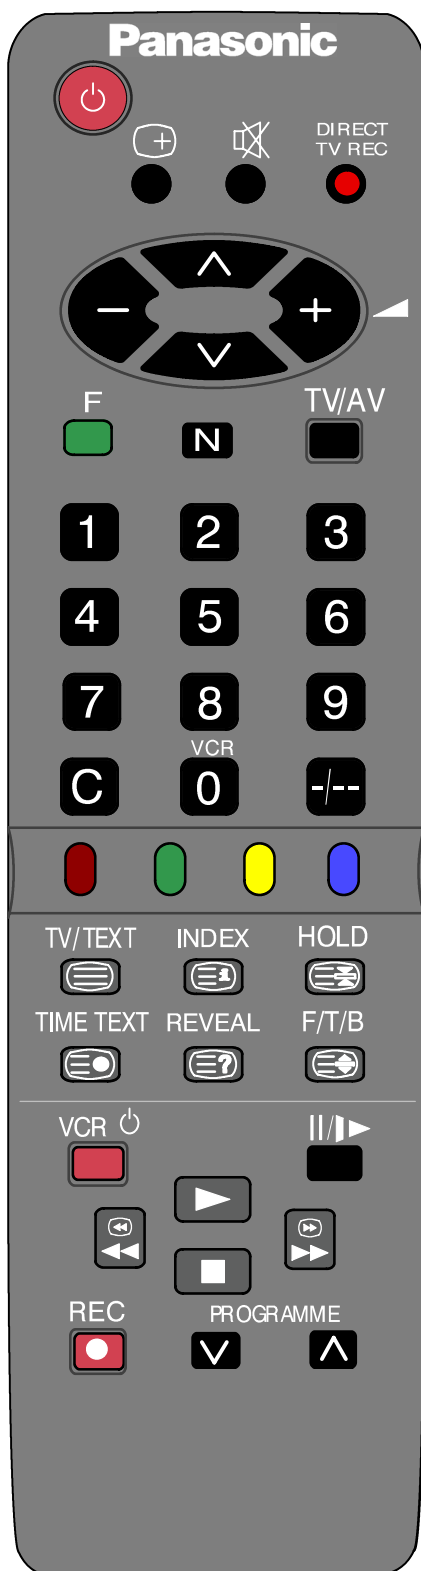 Panasonic
DIRECT
TV REC
F
N
TV/AV
1 2 3
4 5 6
7 8 9
VCR
C 0 -/--
TV/TEXT INDEX HOLD
TIME TEXT REVEAL F/T/B
VCR
REC PROGRAMME